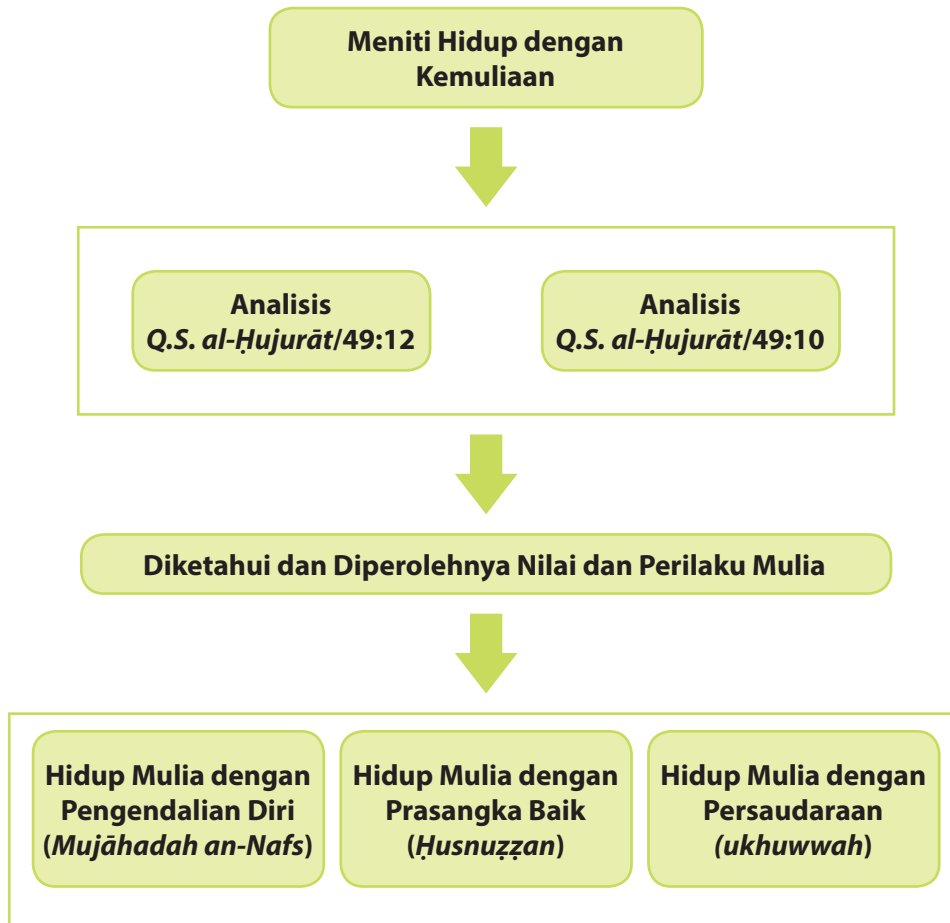 Meniti Hidup dengan
Kemuliaan
Analisis
Q.S. al-Ḥujurāt/49:12
Analisis
Q.S. al-Ḥujurāt/49:10
Diketahui dan Diperolehnya Nilai dan Perilaku Mulia
Hidup Mulia dengan
Pengendalian Diri
(Mujāhadah an-Nafs)
Hidup Mulia dengan
Prasangka Baik
(Ḥusnuẓẓan)
Hidup Mulia dengan
Persaudaraan
(ukhuwwah)